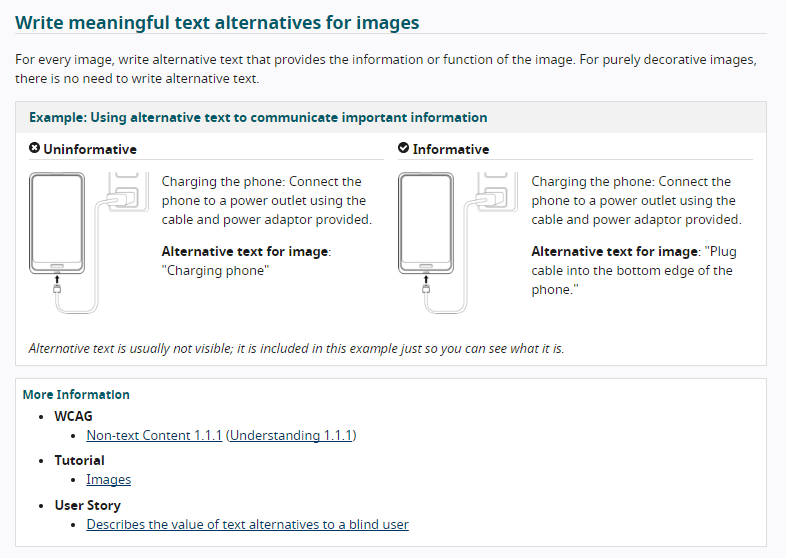 Write meaningful text alternatives for images
For every image, write alternative text that provides the information or function of the image. For purely decorative images,
there is no need to write alternative text.
Example: Using alternative text to communicate important information
Uninformative
Charging the phone: Connect the
phone to a power outlet using the
cable and power adaptor provided.
Alternative text for image:
"Charging phone"
Informative
Charging the phone: Connect the
phone to a power outlet using the
cable and power adaptor provided.
Alternative text for image: "Plug
cable into the bottom edge of the
phone."
Alternative text is usually not visible; it is included in this example just so you can see what it is.
More Information
WCAG
Non-text Content 1.1.1 (Understanding 1.1.1)
Tutorial
Images
User Story
Describes the value of text alternatives to a blind user